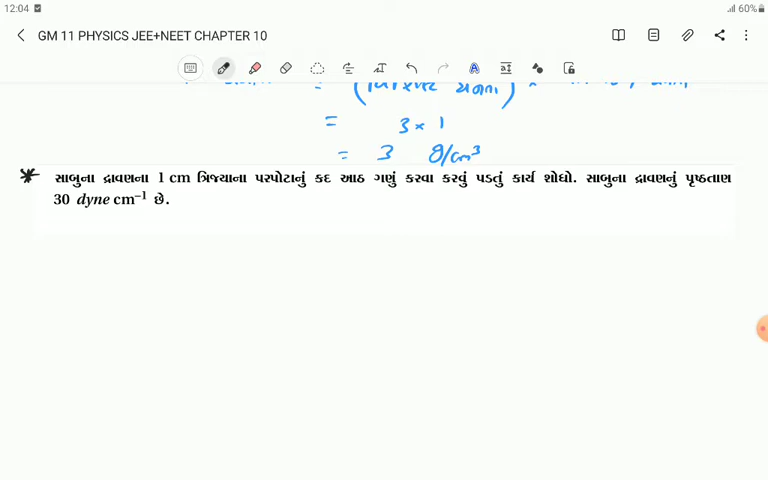 12:04 60%
GM 11 PHYSICS JEE+NEET CHAPTER 10
= 3 × 1
= 3 g/cm³
સાબુના દ્રાવણના 1 cm ત્રિજ્યાના પરપોટાનું કદ આઠ ગણું કરવા કરવું પડતું કાર્ય શોધો. સાબુના દ્રાવણનું પૃષ્ઠતાણ
30 dyne cm⁻¹ છે.